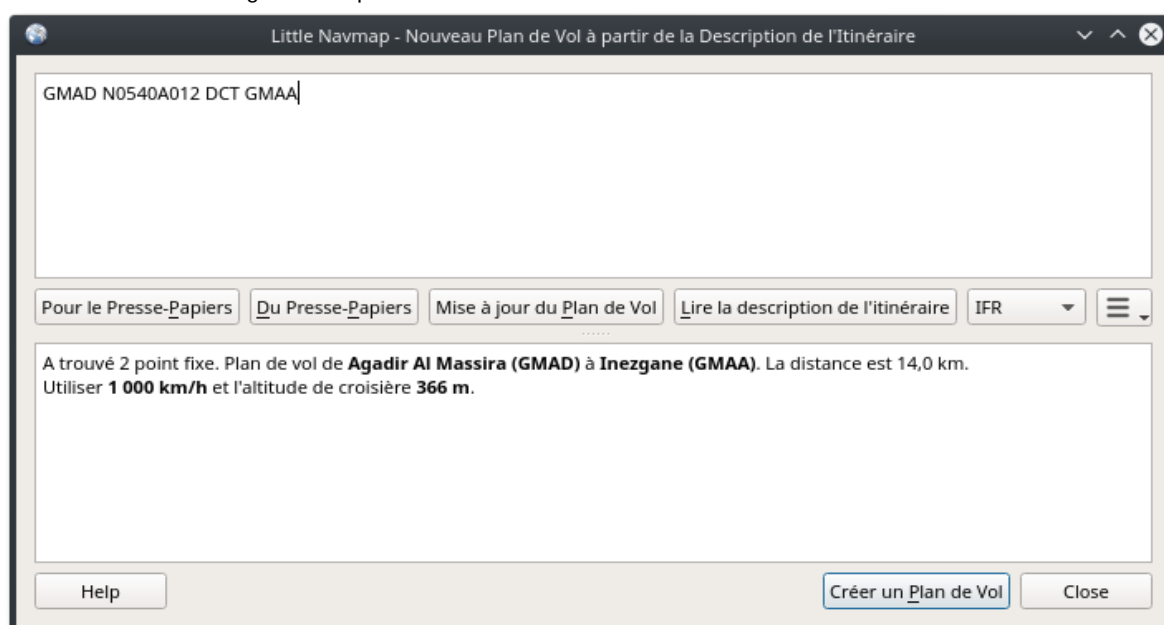 Little Navmap - Nouveau Plan de Vol à partir de la Description de l'Itinéraire
GMAD N0540A012 DCT GMAA
Pour le Presse-Papiers
Du Presse-Papiers
Mise à jour du Plan de Vol
Lire la description de l'itinéraire
IFR
A trouvé 2 point fixe. Plan de vol de Agadir Al Massira (GMAD) à Inezgane (GMAA). La distance est 14,0 km.
Utiliser 1 000 km/h et l'altitude de croisière 366 m.
Help
Créer un Plan de Vol
Close